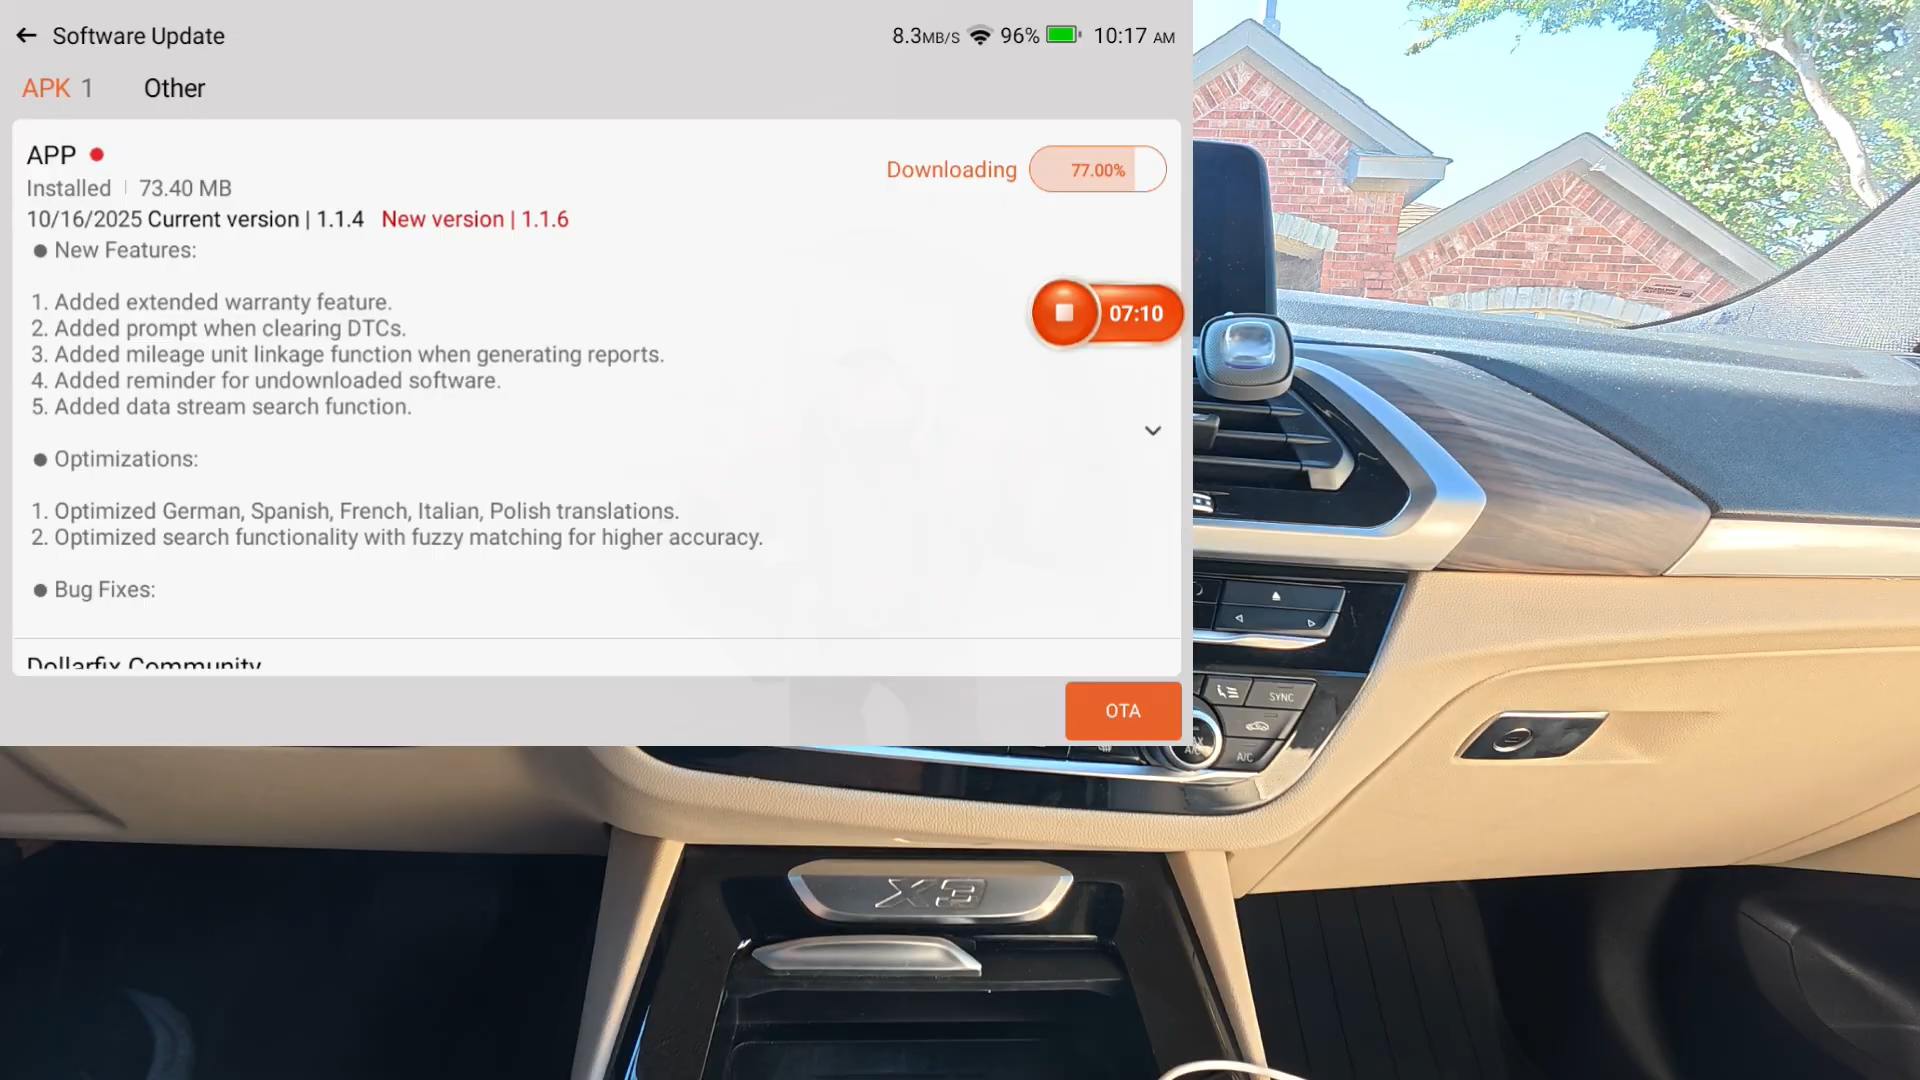 Software Update
8.3MB/S 96% 10:17 AM
APK 1 Other
APP
Downloading 77.00%
Installed | 73.40 MB
10/16/2025 Current version | 1.1.4 New version | 1.1.6
● New Features:
1. Added extended warranty feature.
2. Added prompt when clearing DTCs.
07:10
3. Added mileage unit linkage function when generating reports.
4. Added reminder for undownloaded software.
5. Added data stream search function.
● Optimizations:
1. Optimized German, Spanish, French, Italian, Polish translations.
2. Optimized search functionality with fuzzy matching for higher accuracy.
● Bug Fixes:
Dollarfix Community
OTA
SYNC
A/C
A/C
X3